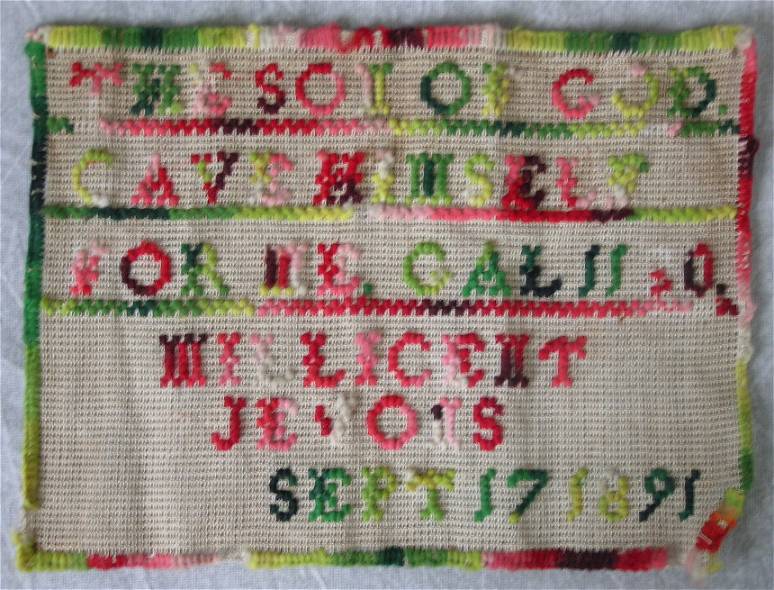 THE SON OF GOD.
GAVE HIMSELF
FOR ME. GAL II 20.
MILLICENT
JEVONS
SEPT 17 1891